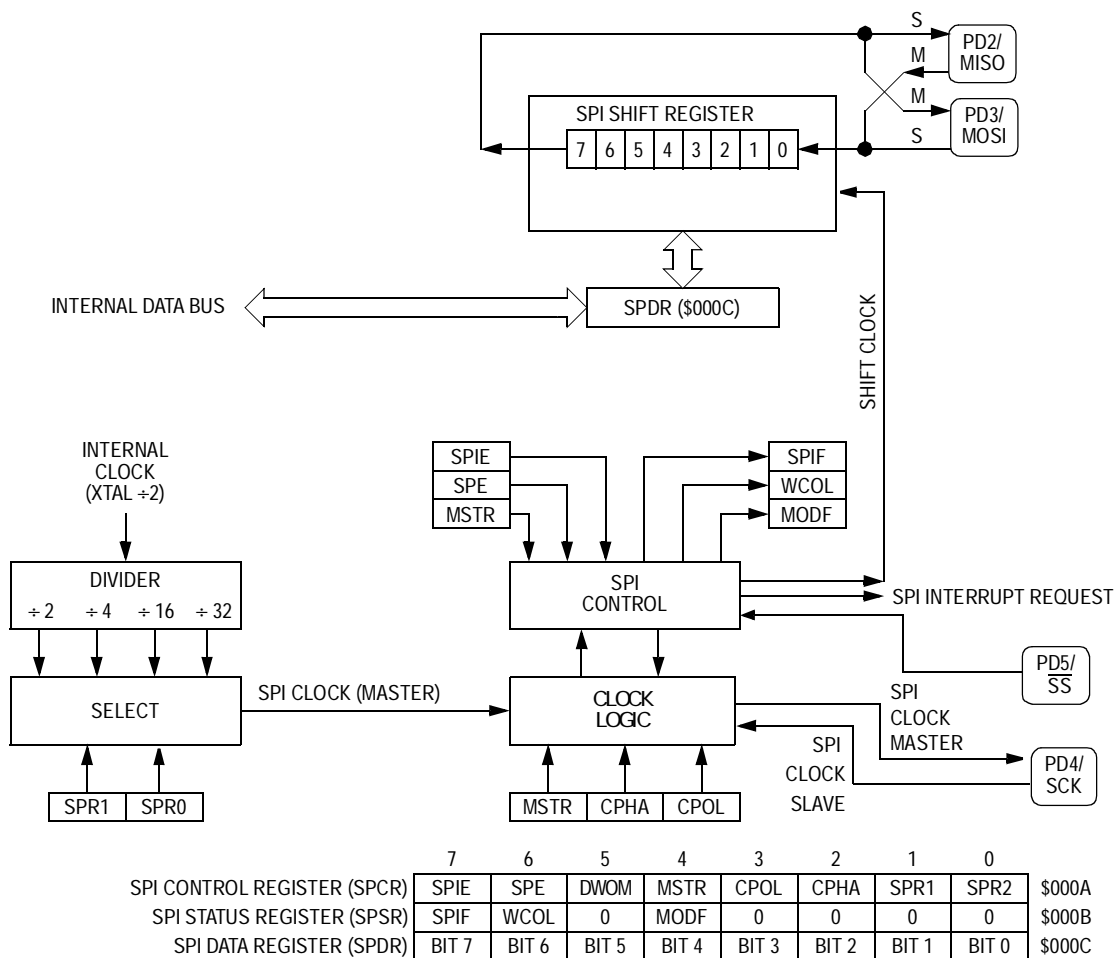 S
PD2/
MISO
M
M
PD3/
MOSI
S
SPI SHIFT REGISTER
7 6 5 4 3 2 1 0
INTERNAL DATA BUS
SPDR ($000C)
SHIFT CLOCK
INTERNAL
CLOCK
(XTAL ÷2)
SPIE
SPE
MSTR
SPIF
WCOL
MODF
DIVIDER
÷ 2 ÷ 4 ÷ 16 ÷ 32
SPI
CONTROL
SPI INTERRUPT REQUEST
PD5/
SS
SELECT
SPI CLOCK (MASTER)
CLOCK
LOGIC
SPI
CLOCK
MASTER
SPI
CLOCK
SLAVE
PD4/
SCK
SPR1 SPR0
MSTR CPHA CPOL
7 6 5 4 3 2 1 0
SPI CONTROL REGISTER (SPCR) SPIE SPE DWOM MSTR CPOL CPHA SPR1 SPR2 $000A
SPI STATUS REGISTER (SPSR) SPIF WCOL 0 MODF 0 0 0 0 $000B
SPI DATA REGISTER (SPDR) BIT 7 BIT 6 BIT 5 BIT 4 BIT 3 BIT 2 BIT 1 BIT 0 $000C